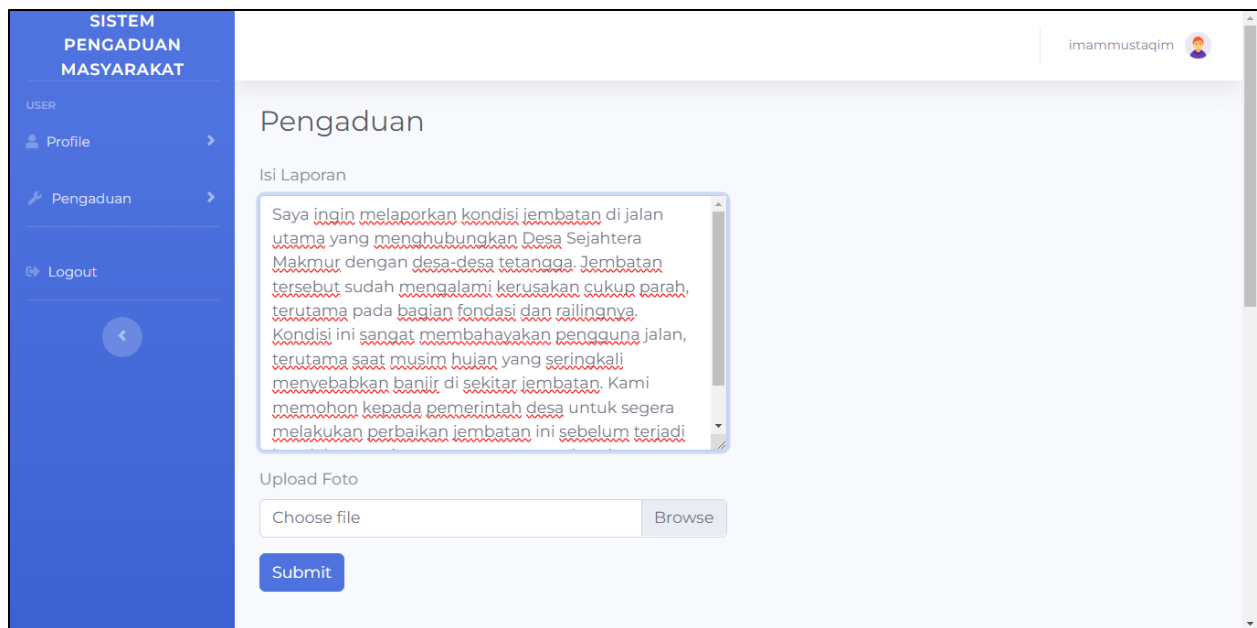 SISTEM
PENGADUAN
MASYARAKAT
imammustaqim
USER
Profile
Pengaduan
Logout
Pengaduan
Isi Laporan
Saya ingin melaporkan kondisi jembatan di jalan
utama yang menghubungkan Desa Sejahtera
Makmur dengan desa-desa tetangga. Jembatan
tersebut sudah mengalami kerusakan cukup parah,
terutama pada bagian fondasi dan railingnya.
Kondisi ini sangat membahayakan pengguna jalan,
terutama saat musim hujan yang seringkali
menyebabkan banjir di sekitar jembatan. Kami
memohon kepada pemerintah desa untuk segera
melakukan perbaikan jembatan ini sebelum terjadi
Upload Foto
Choose file
Browse
Submit